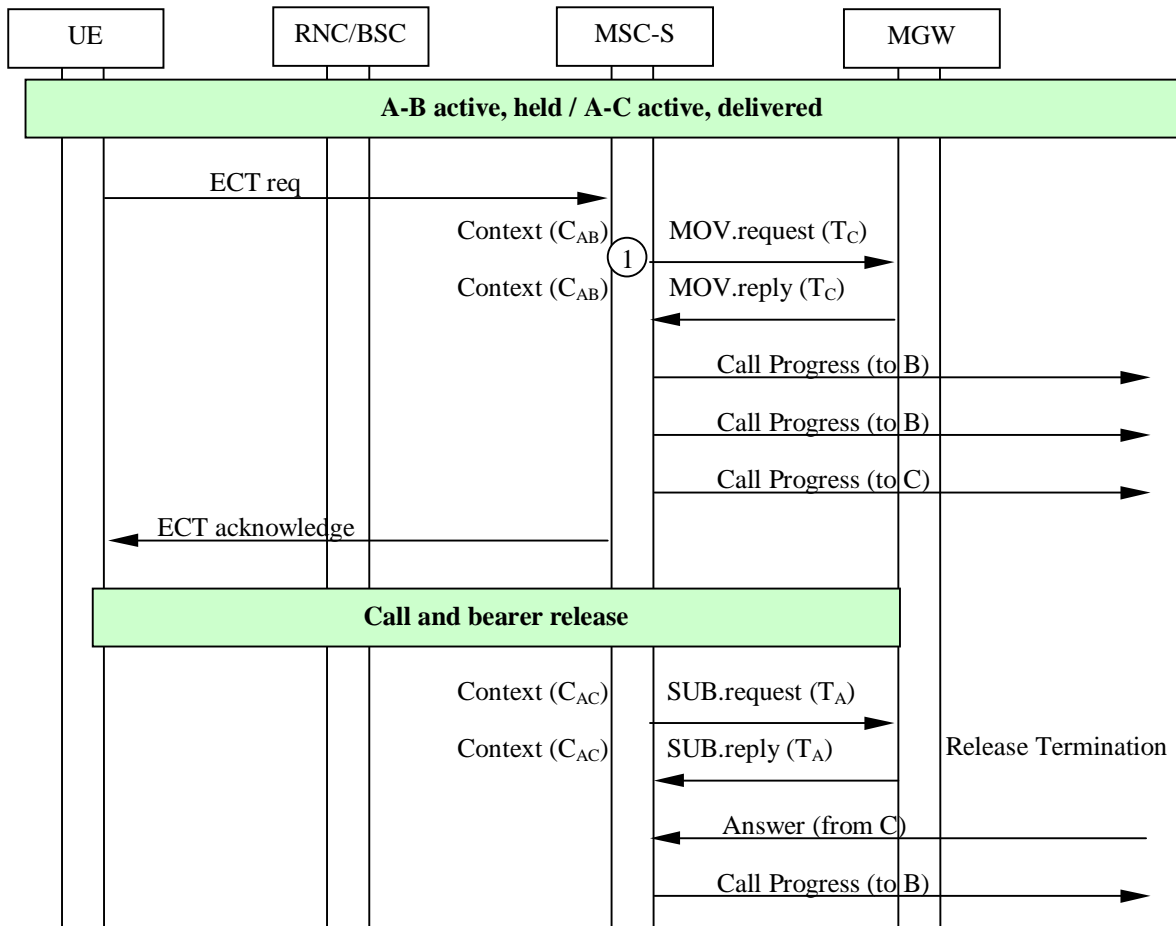 UE RNC/BSC MSC-S MGW
A-B active, held / A-C active, delivered
ECT req
Context (C_AB) 1 MOV.request (T_C)
Context (C_AB) MOV.reply (T_C)
Call Progress (to B)
Call Progress (to B)
Call Progress (to C)
ECT acknowledge
Call and bearer release
Context (C_AC) SUB.request (T_A)
Context (C_AC) SUB.reply (T_A) Release Termination
Answer (from C)
Call Progress (to B)